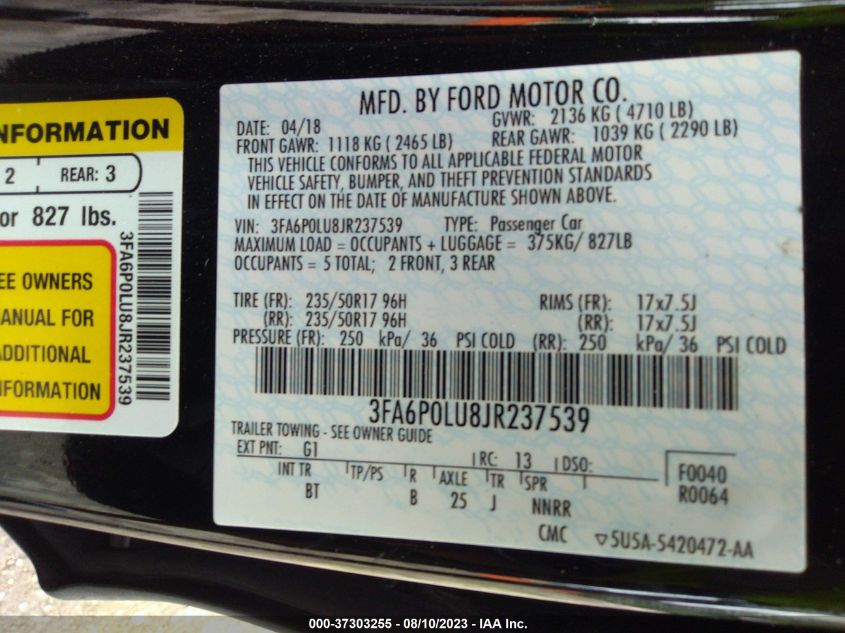 NFORMATION
2 REAR: 3
or 827 lbs.
EE OWNERS
ANUAL FOR
ADDITIONAL
INFORMATION
3FA6P0LU8JR237539
MFD. BY FORD MOTOR CO.
DATE: 04/18 GVWR: 2136 KG ( 4710 LB)
FRONT GAWR: 1118 KG ( 2465 LB) REAR GAWR: 1039 KG ( 2290 LB)
THIS VEHICLE CONFORMS TO ALL APPLICABLE FEDERAL MOTOR
VEHICLE SAFETY, BUMPER, AND THEFT PREVENTION STANDARDS
IN EFFECT ON THE DATE OF MANUFACTURE SHOWN ABOVE.
VIN: 3FA6P0LU8JR237539 TYPE: Passenger Car
MAXIMUM LOAD = OCCUPANTS + LUGGAGE = 375KG/ 827LB
OCCUPANTS = 5 TOTAL; 2 FRONT, 3 REAR
TIRE (FR): 235/50R17 96H RIMS (FR): 17x7.5J
(RR): 235/50R17 96H (RR): 17x7.5J
PRESSURE (FR): 250 kPa/ 36 PSI COLD (RR): 250 kPa/ 36 PSI COLD
3FA6P0LU8JR237539
TRAILER TOWING - SEE OWNER GUIDE
EXT PNT: G1 RC: 13 DSO: F0040
INT TR TP/PS R AXLE TR SPR R0064
BT B 25 J NNRR
CMC ▽5U5A-5420472-AA
000-37303255 - 08/10/2023 - IAA Inc.